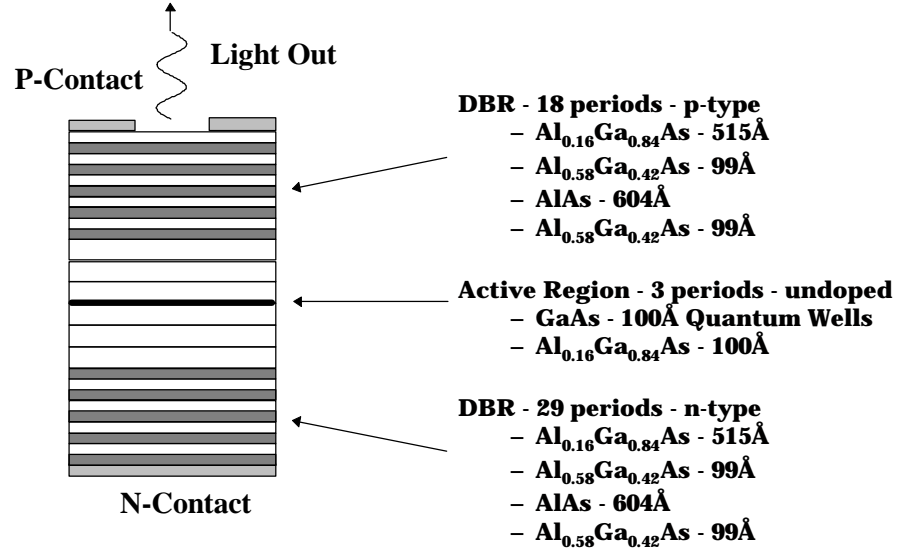 Light Out
P-Contact
DBR - 18 periods - p-type
– Al0.16Ga0.84As - 515Å
– Al0.58Ga0.42As - 99Å
– AlAs - 604Å
– Al0.58Ga0.42As - 99Å
Active Region - 3 periods - undoped
– GaAs - 100Å Quantum Wells
– Al0.16Ga0.84As - 100Å
DBR - 29 periods - n-type
– Al0.16Ga0.84As - 515Å
– Al0.58Ga0.42As - 99Å
– AlAs - 604Å
– Al0.58Ga0.42As - 99Å
N-Contact